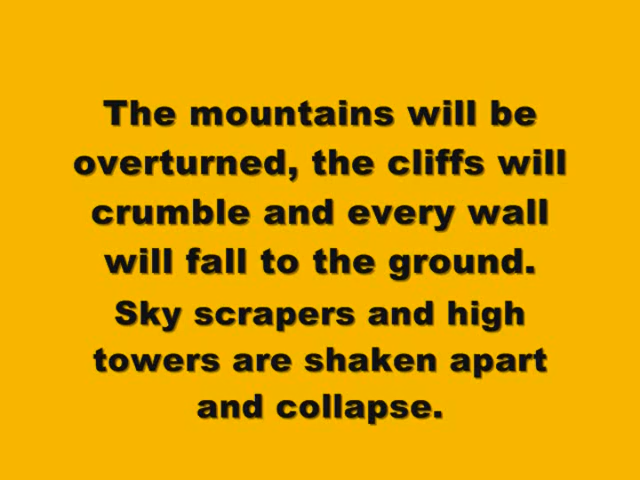 The mountains will be
overturned, the cliffs will
crumble and every wall
will fall to the ground.
Sky scrapers and high
towers are shaken apart
and collapse.